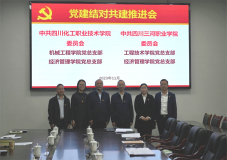 党建结对共建推进会
中共四川化工职业技术学院
委员会
机械工程学院党总支部
经济管理学院党总支部
中共四川三河职业学院
委员会
工程技术学院党总支部
经济管理学院党总支部